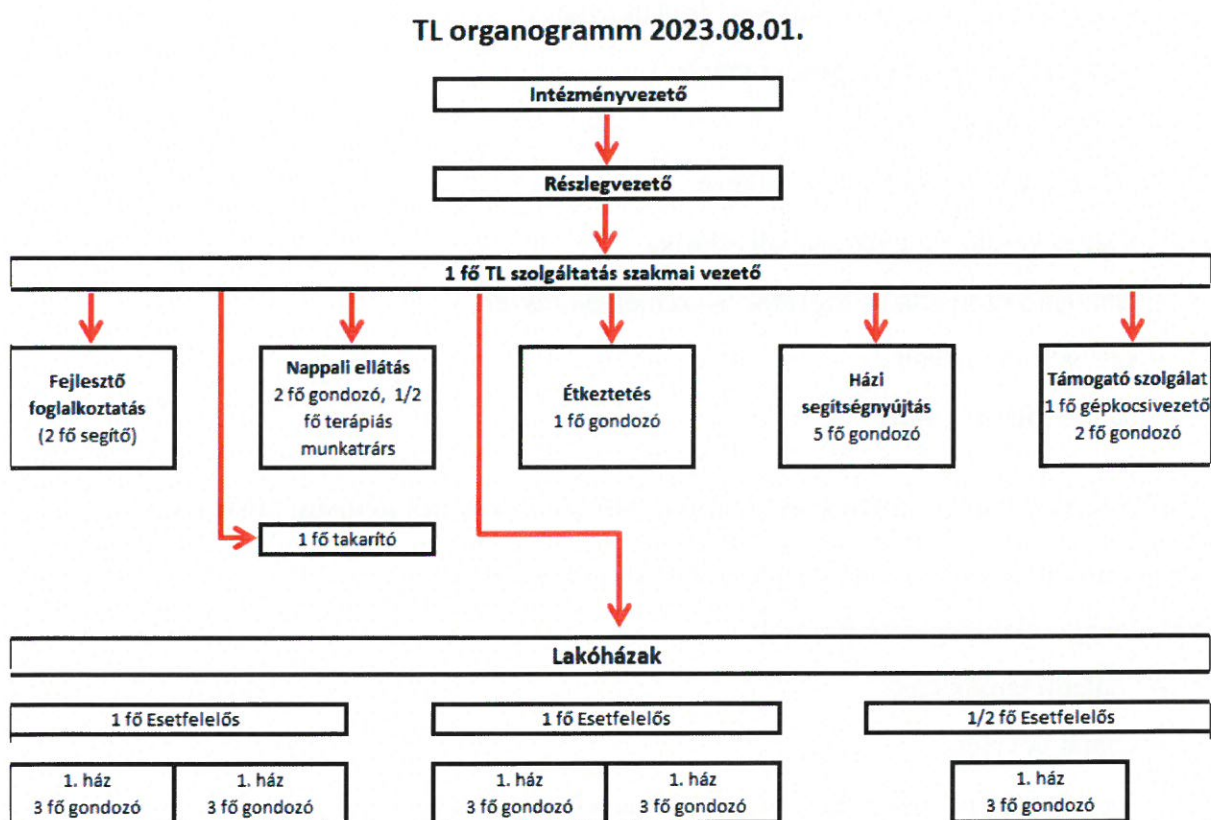 TL organogramm 2023.08.01.
Intézményvezető
Részlegvezető
1 fő TL szolgáltatás szakmai vezető
Fejlesztő
foglalkoztatás
(2 fő segítő)
Nappali ellátás
2 fő gondozó, 1/2
fő terápiás
munkatrárs
Étkeztetés
1 fő gondozó
Házi
segítségnyújtás
5 fő gondozó
Támogató szolgálat
1 fő gépkocsivezető
2 fő gondozó
1 fő takarító
Lakóházak
1 fő Esetfelelős
1 fő Esetfelelős
1/2 fő Esetfelelős
1. ház
3 fő gondozó
1. ház
3 fő gondozó
1. ház
3 fő gondozó
1. ház
3 fő gondozó
1. ház
3 fő gondozó